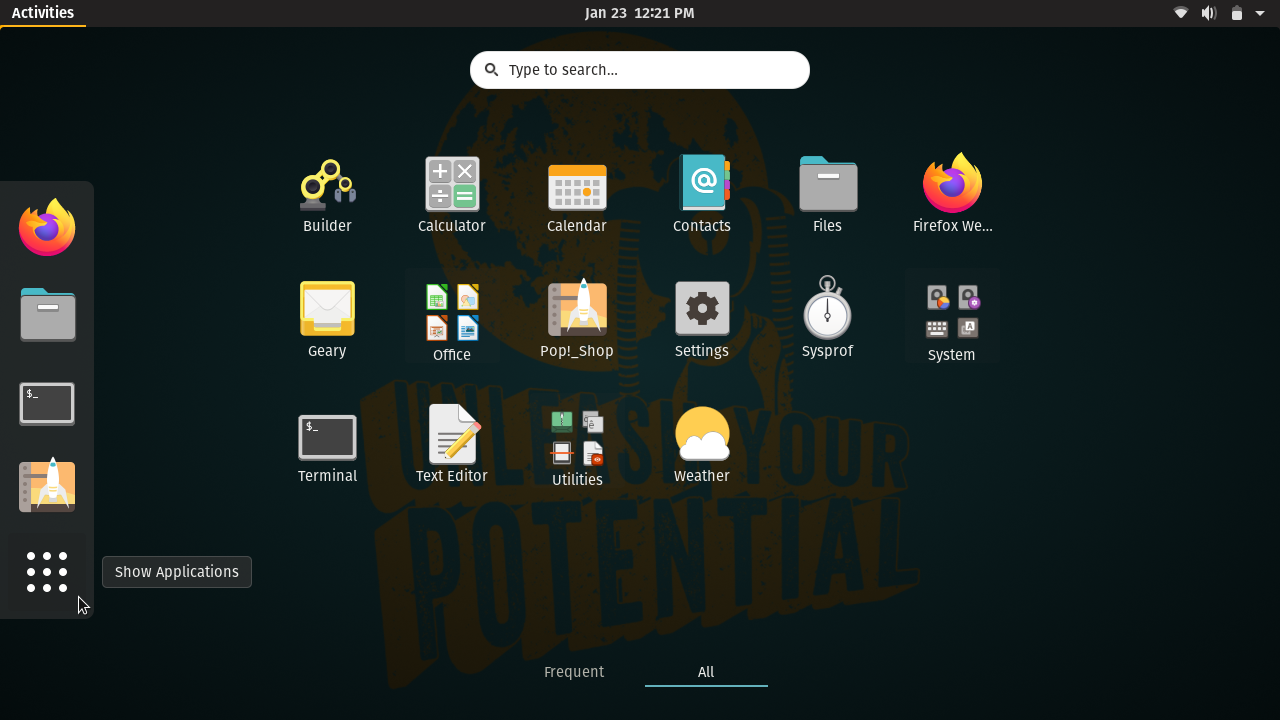 Activities
Jan 23 12:21 PM
Type to search...
Builder
Calculator
Calendar
Contacts
Files
Firefox We...
Geary
Office
Pop!_Shop
Settings
Sysprof
System
$_
$_
Terminal
Text Editor
Utilities
Weather
Show Applications
UNLEASH YOUR
POTENTIAL
Frequent
All